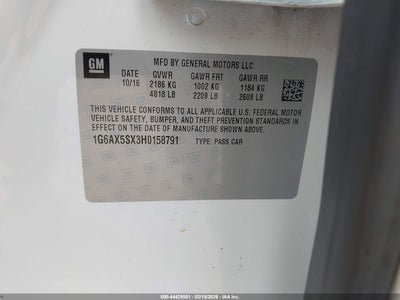 GM
MFD BY GENERAL MOTORS LLC
DATE GVWR GAWR FRT GAWR RR
10/16 2186 KG 1002 KG 1184 KG
4818 LB 2209 LB 2609 LB
THIS VEHICLE CONFORMS TO ALL APPLICABLE U.S. FEDERAL MOTOR
VEHICLE SAFETY, BUMPER, AND THEFT PREVENTION STANDARDS
IN EFFECT ON THE DATE OF MANUFACTURE SHOWN ABOVE.
1G6AX5SX3H0158791 TYPE: PASS CAR